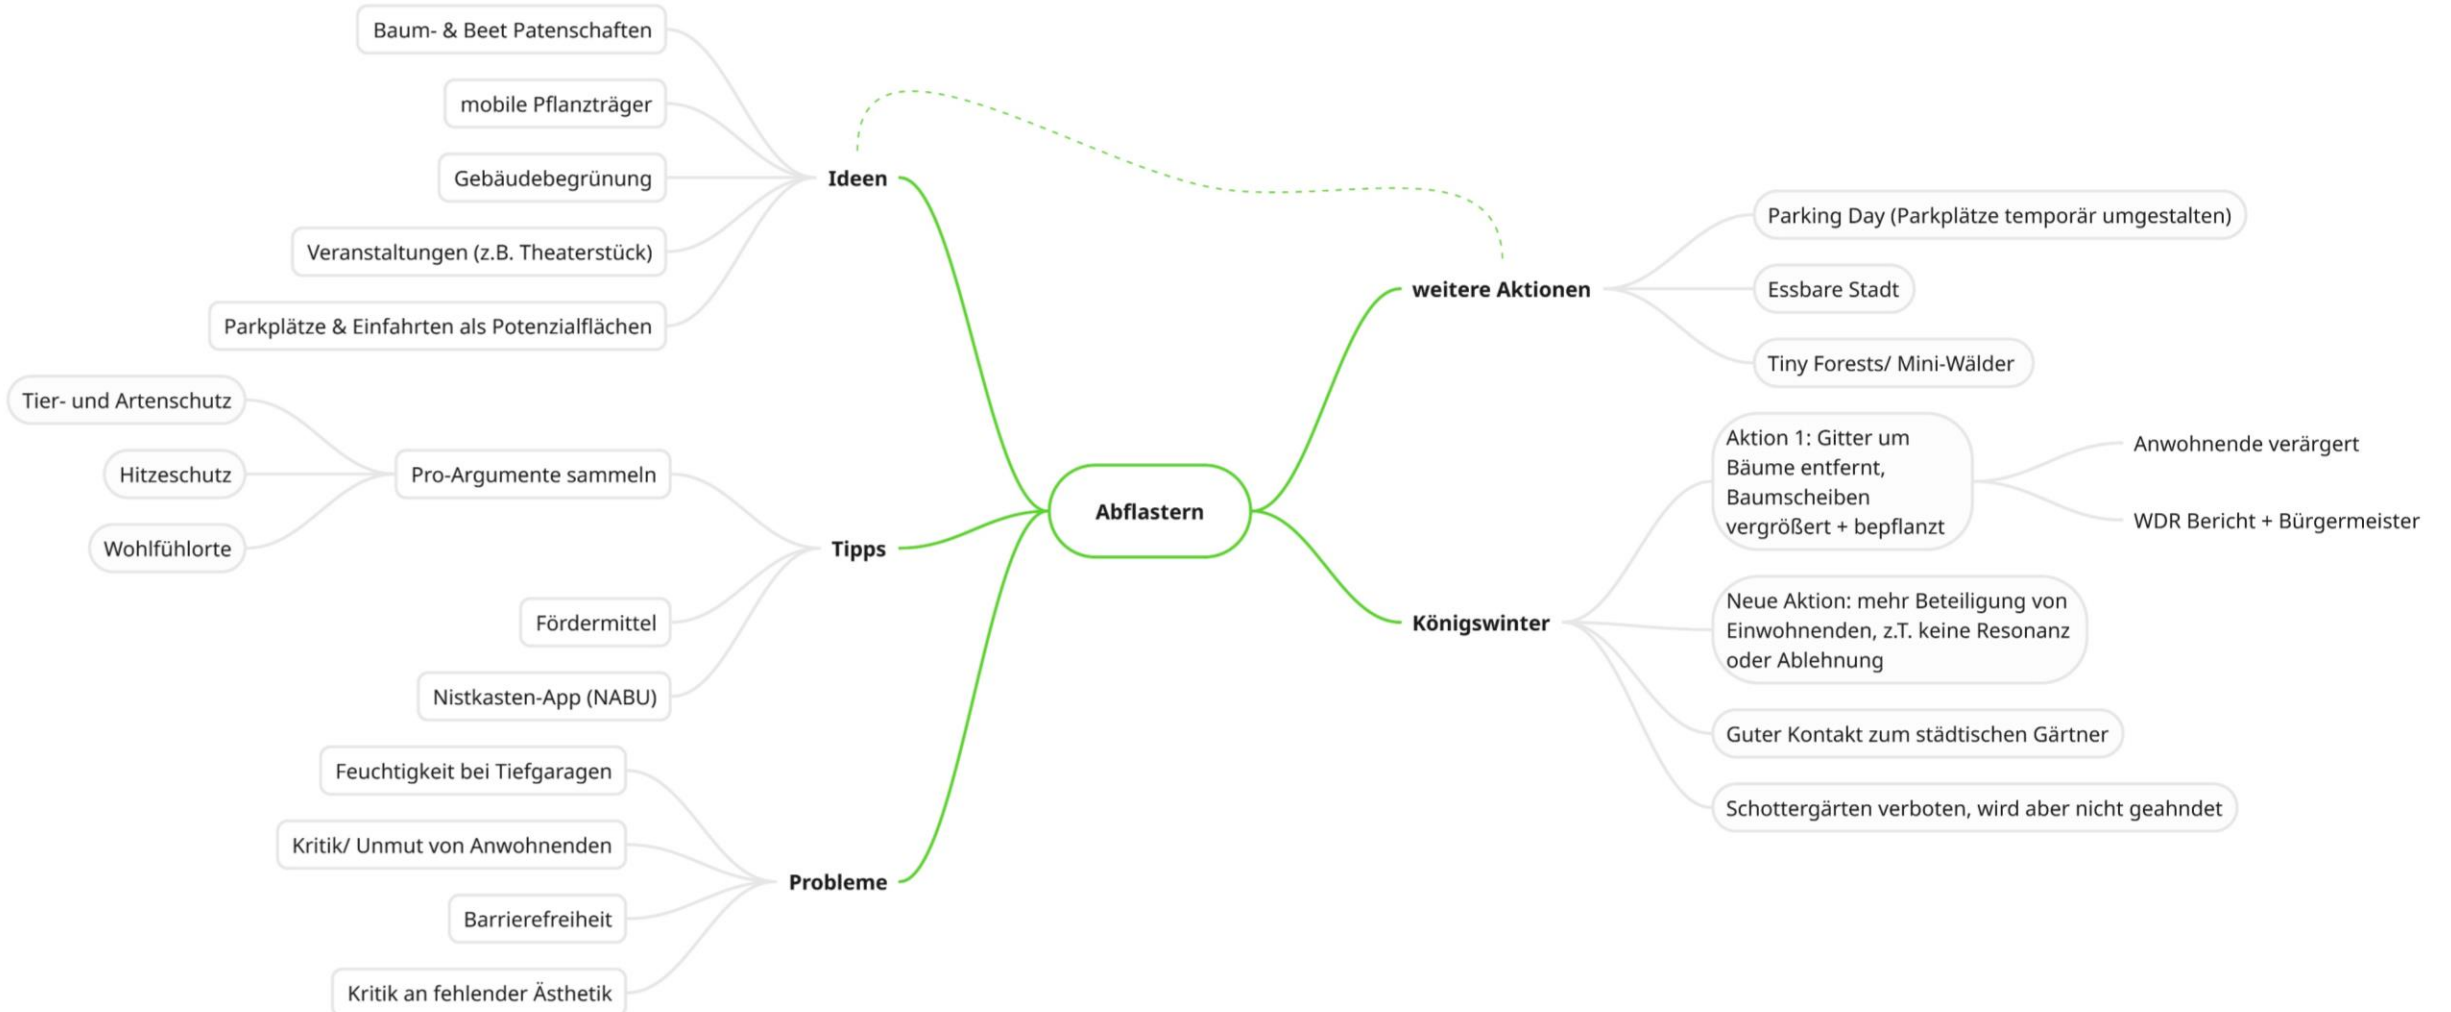 Baum- & Beet Patenschaften
mobile Pflanzträger
Gebäudebegrünung
Veranstaltungen (z.B. Theaterstück)
Parkplätze & Einfahrten als Potenzialflächen
Ideen
Tier- und Artenschutz
Hitzeschutz
Wohlfühlorte
Pro-Argumente sammeln
Fördermittel
Nistkasten-App (NABU)
Tipps
Feuchtigkeit bei Tiefgaragen
Kritik/ Unmut von Anwohnenden
Barrierefreiheit
Kritik an fehlender Ästhetik
Probleme
Abflastern
weitere Aktionen
Parking Day (Parkplätze temporär umgestalten)
Essbare Stadt
Tiny Forests/ Mini-Wälder
Königswinter
Aktion 1: Gitter um
Bäume entfernt,
Baumscheiben
vergrößert + bepflanzt
Anwohnende verärgert
WDR Bericht + Bürgermeister
Neue Aktion: mehr Beteiligung von
Einwohnenden, z.T. keine Resonanz
oder Ablehnung
Guter Kontakt zum städtischen Gärtner
Schottergärten verboten, wird aber nicht geahndet